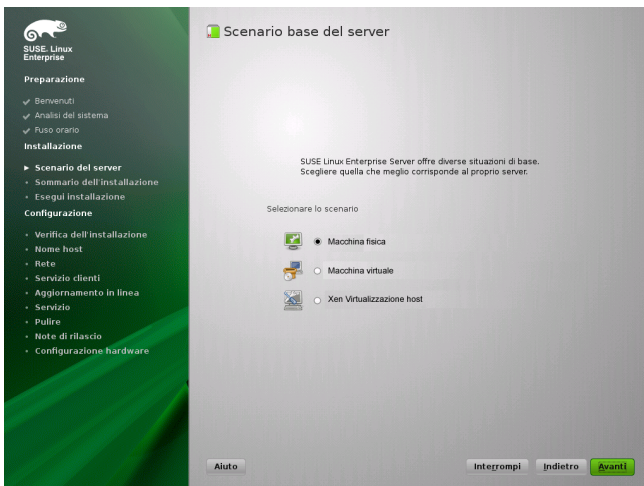 SUSE. Linux
Enterprise
Preparazione
Benvenuti
Analisi del sistema
Fuso orario
Installazione
Scenario del server
Sommario dell'installazione
Esegui installazione
Configurazione
Verifica dell'installazione
Nome host
Rete
Servizio clienti
Aggiornamento in linea
Servizio
Pulire
Note di rilascio
Configurazione hardware
Scenario base del server
SUSE Linux Enterprise Server offre diverse situazioni di base.
Scegliere quella che meglio corrisponde al proprio server.
Selezionare lo scenario
Macchina fisica
Macchina virtuale
Xen Virtualizzazione host
Aiuto
Interrompi
Indietro
Avanti